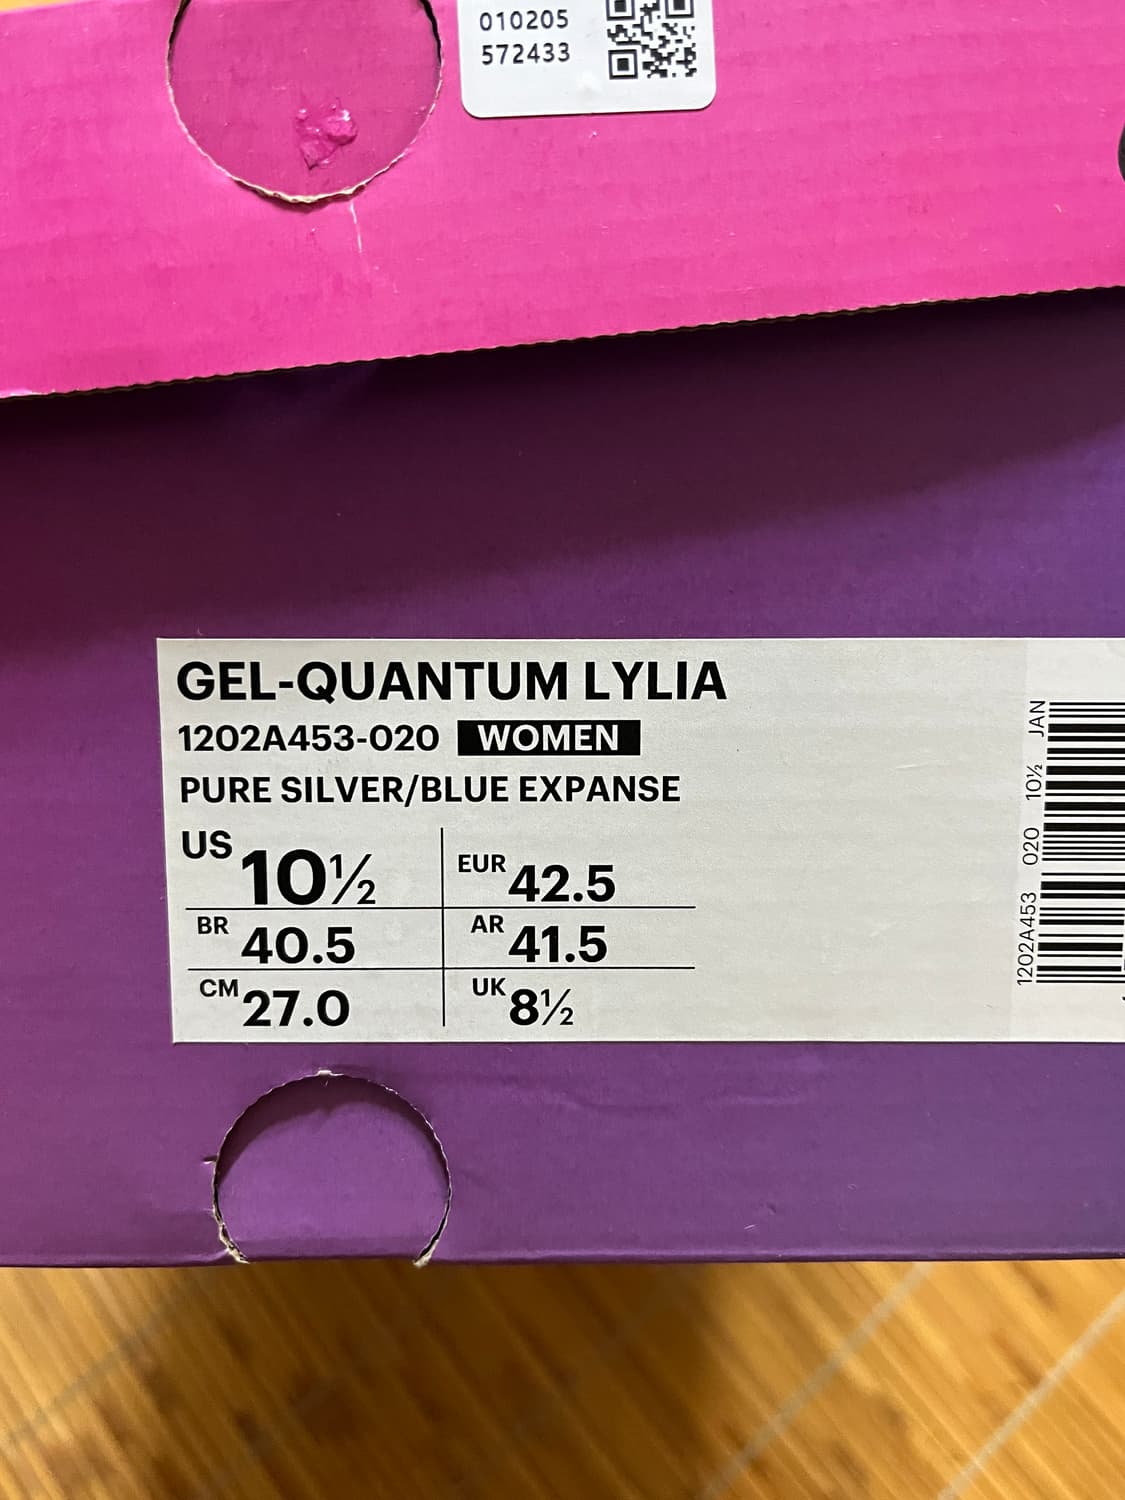 010205
572433
GEL-QUANTUM LYLIA
1202A453-020 WOMEN
PURE SILVER/BLUE EXPANSE
US 10½ EUR 42.5
BR 40.5 AR 41.5
CM 27.0 UK 8½
1202A453 020 10½ JAN